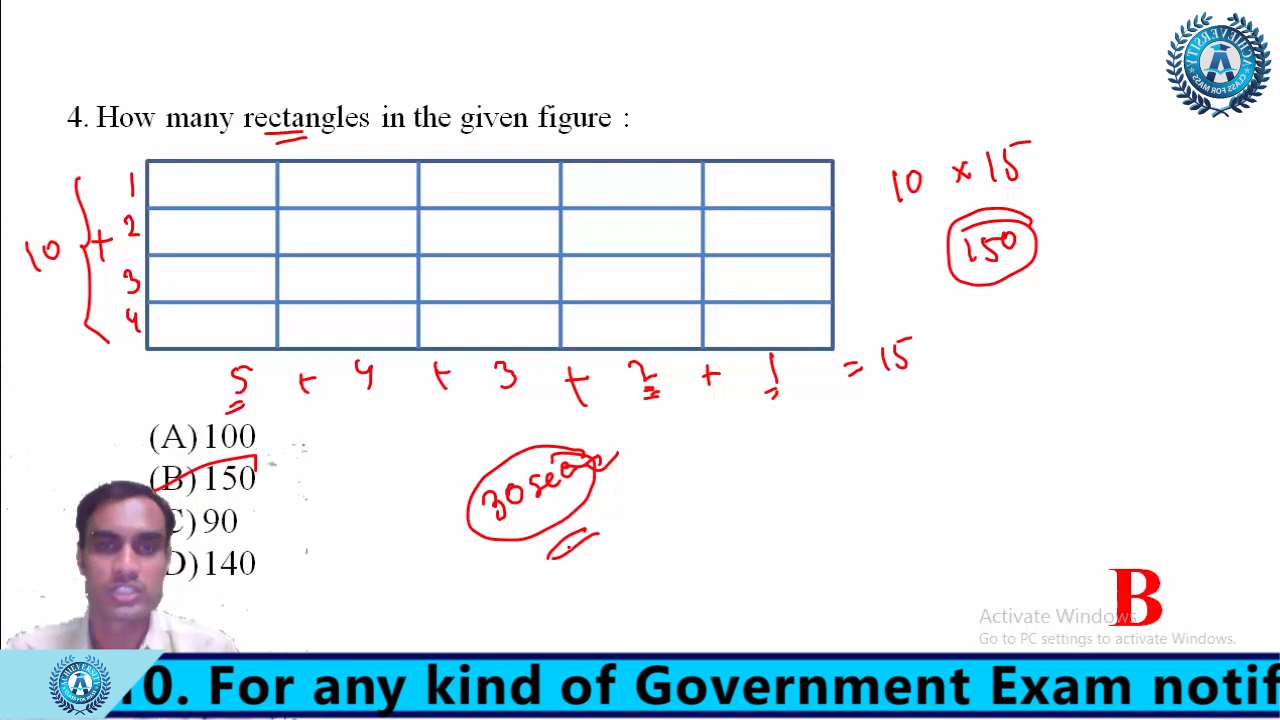 4. How many rectangles in the given figure :
10 × 15
150
1
2
10 +
3
4
5 + 4 + 3 + 2 + 1 = 15
(A) 100
(B) 150
C) 90
D) 140
30 sec
B
Activate Windows
Go to PC settings to activate Windows.
10. For any kind of Government Exam notif